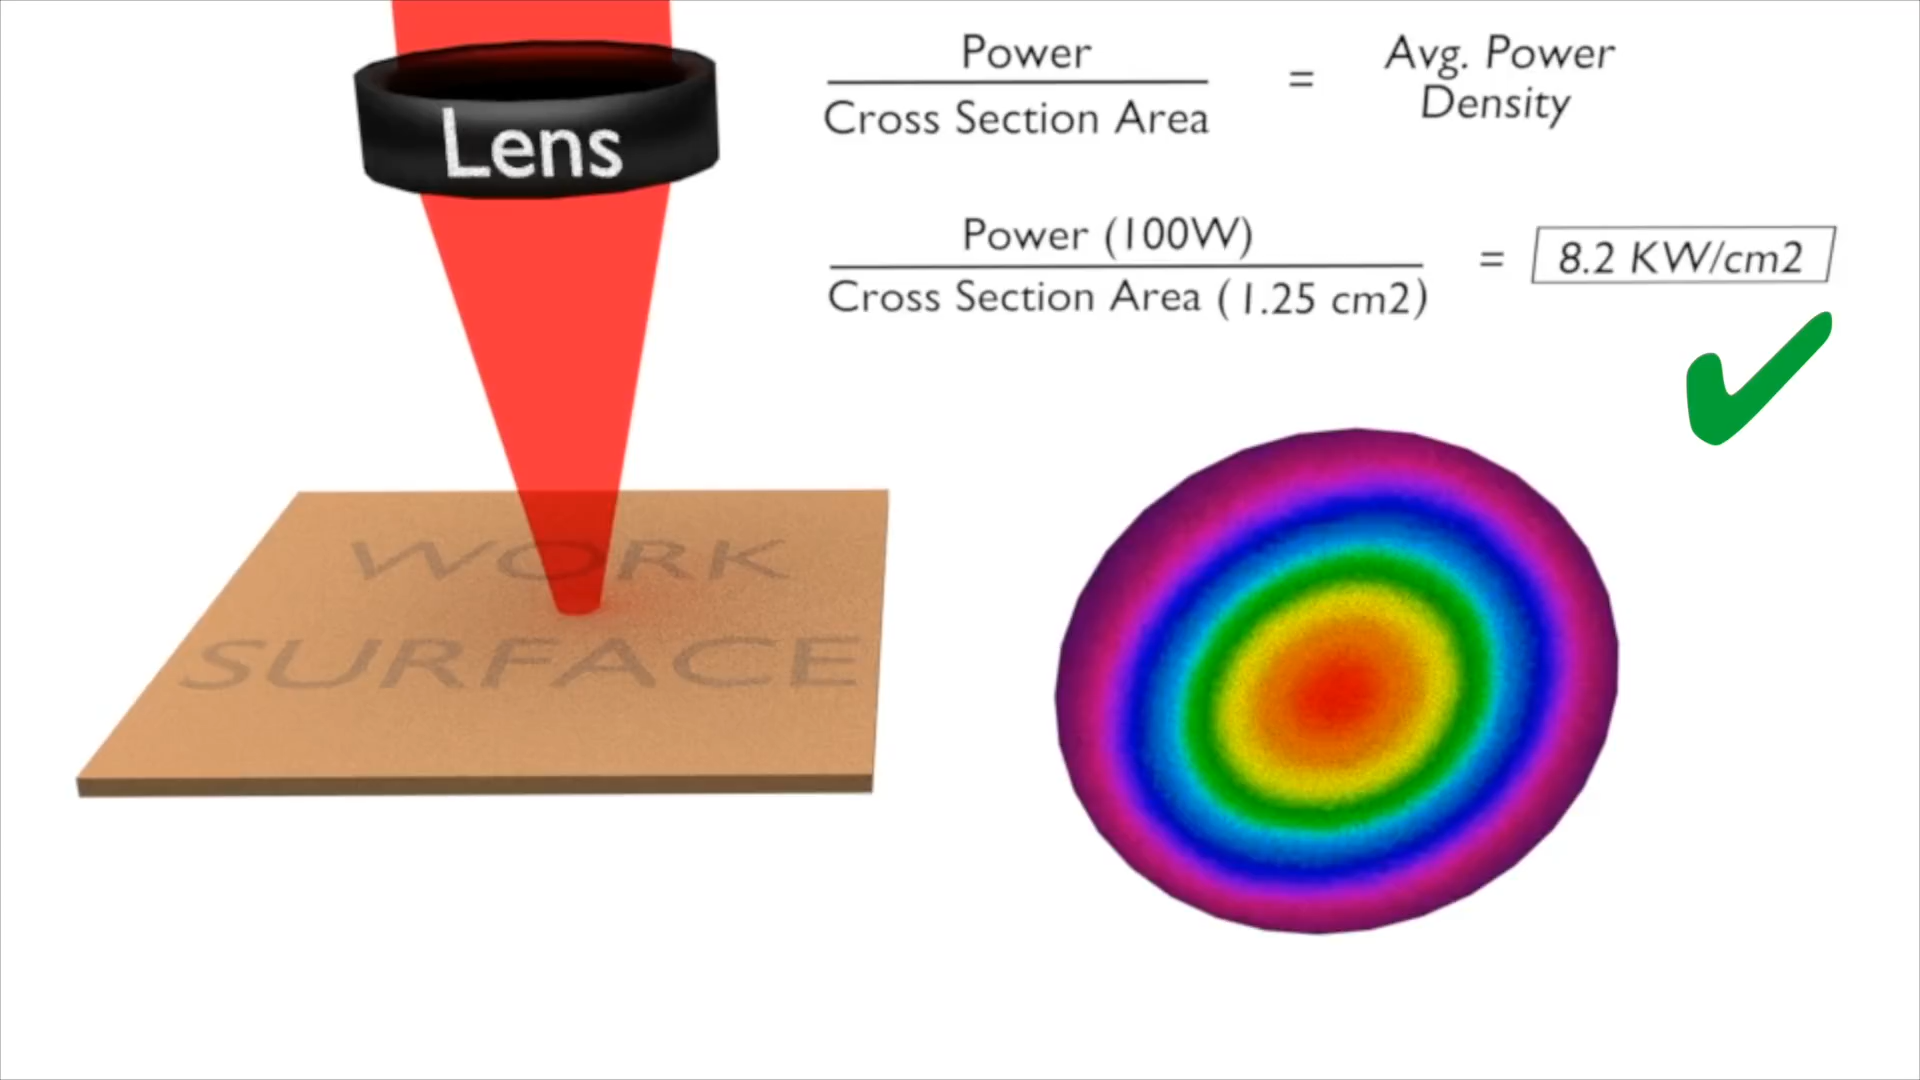 Lens
WORK
SURFACE
Power
Cross Section Area
=
Avg. Power
Density
Power (100W)
Cross Section Area (1.25 cm2)
=
8.2 KW/cm2